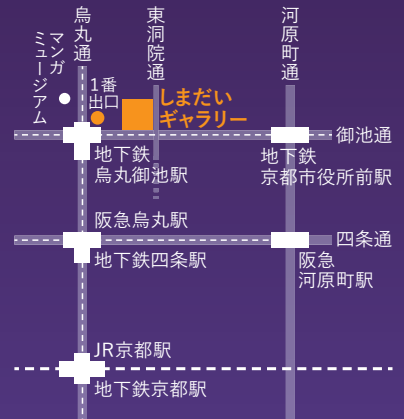 烏丸通
東洞院通
河原町通
マンガ
ミュージアム
1番
出口
しまだい
ギャラリー
御池通
地下鉄
烏丸御池駅
地下鉄
京都市役所前駅
阪急烏丸駅
四条通
地下鉄四条駅
阪急
河原町駅
JR京都駅
地下鉄京都駅